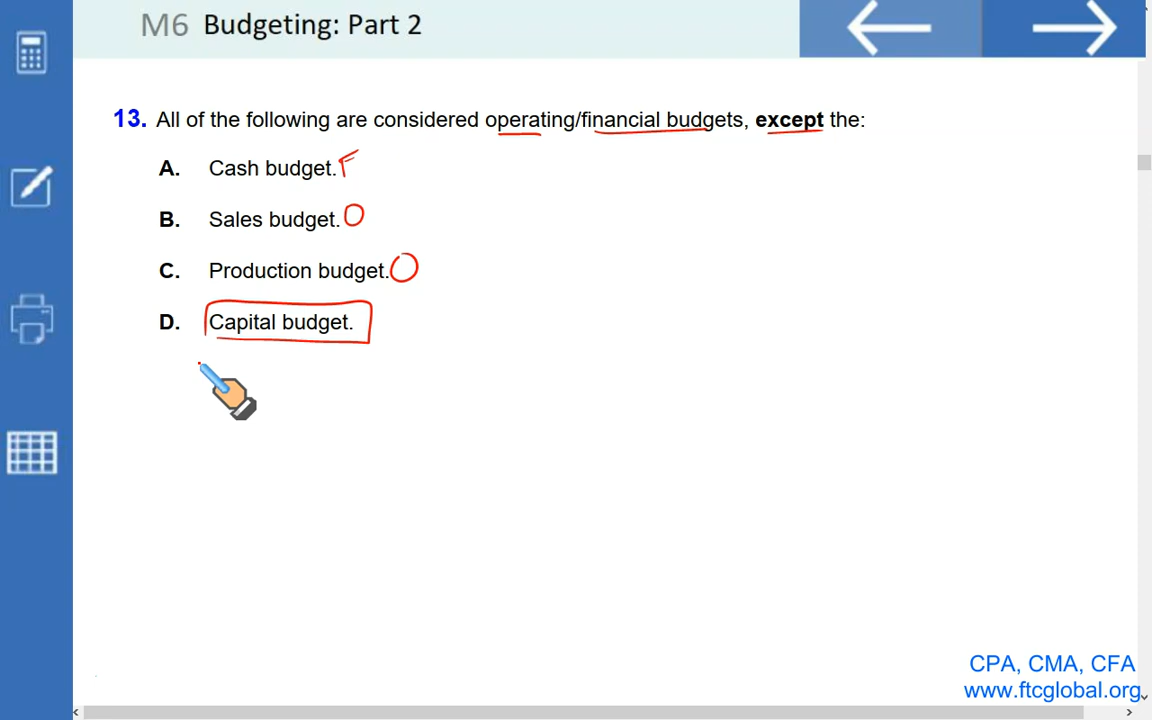 M6 Budgeting: Part 2
13. All of the following are considered operating/financial budgets, except the:
A. Cash budget. F
B. Sales budget. O
C. Production budget. O
D. Capital budget.
CPA, CMA, CFA
www.ftcglobal.org